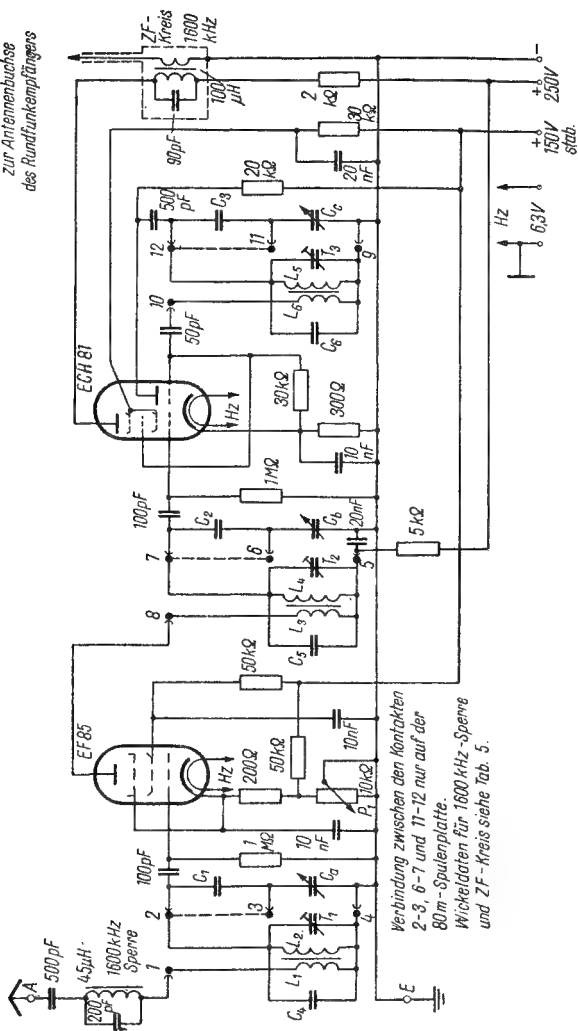 zur Antennenbuchse
des Rundfunkempfängers
ZF-
Kreis
1600
kHz
100
µH
90pF
2
kΩ
30
kΩ
20
nF
+
250V
+
150V
stab.
-
Hz
6,3V
ECH 81
500
pF
20
kΩ
12
C3
11
Cc
10
50pF
L5
L6
T3
9
C6
30kΩ
300Ω
10
nF
Hz
100pF
1MΩ
7
C2
6
Cb
20nF
8
L4
L3
T2
5
C5
5kΩ
EF 85
50kΩ
10nF
50kΩ
Hz
200Ω
10kΩ
P1
10
nF
100pF
1
MΩ
2
C1
3
Ca
1
L2
L1
T1
4
C4
A
500pF
45µH-
1600kHz
Sperre
200
pF
E
Verbindung zwischen den Kontakten
2-3, 6-7 und 11-12 nur auf der
80m-Spulenplatte.
Wickeldaten für 1600kHz-Sperre
und ZF-Kreis siehe Tab. 5.